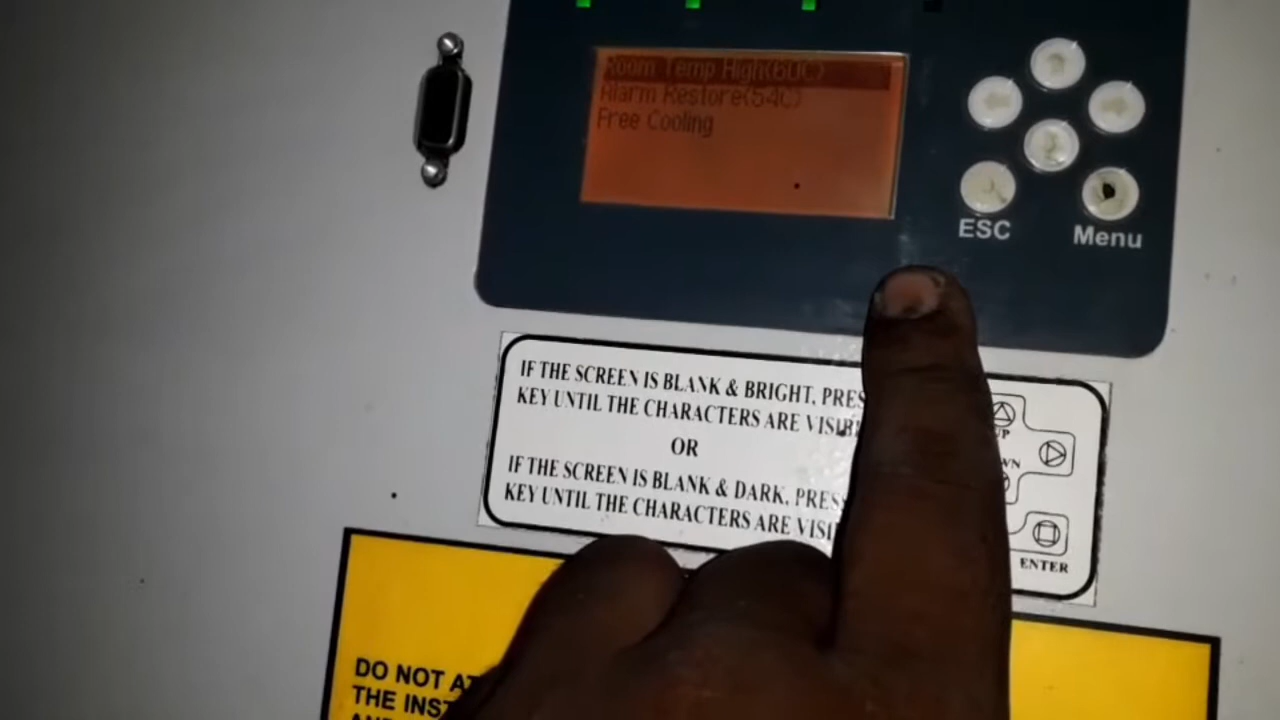 Room Temp High(60C)
Alarm Restore(54C)
Free Cooling
ESC
Menu
IF THE SCREEN IS BLANK & BRIGHT, PRES
KEY UNTIL THE CHARACTERS ARE VISIB
OR
IF THE SCREEN IS BLANK & DARK, PRESS
KEY UNTIL THE CHARACTERS ARE VISI
UP
WN
ENTER
DO NOT AT
THE INST